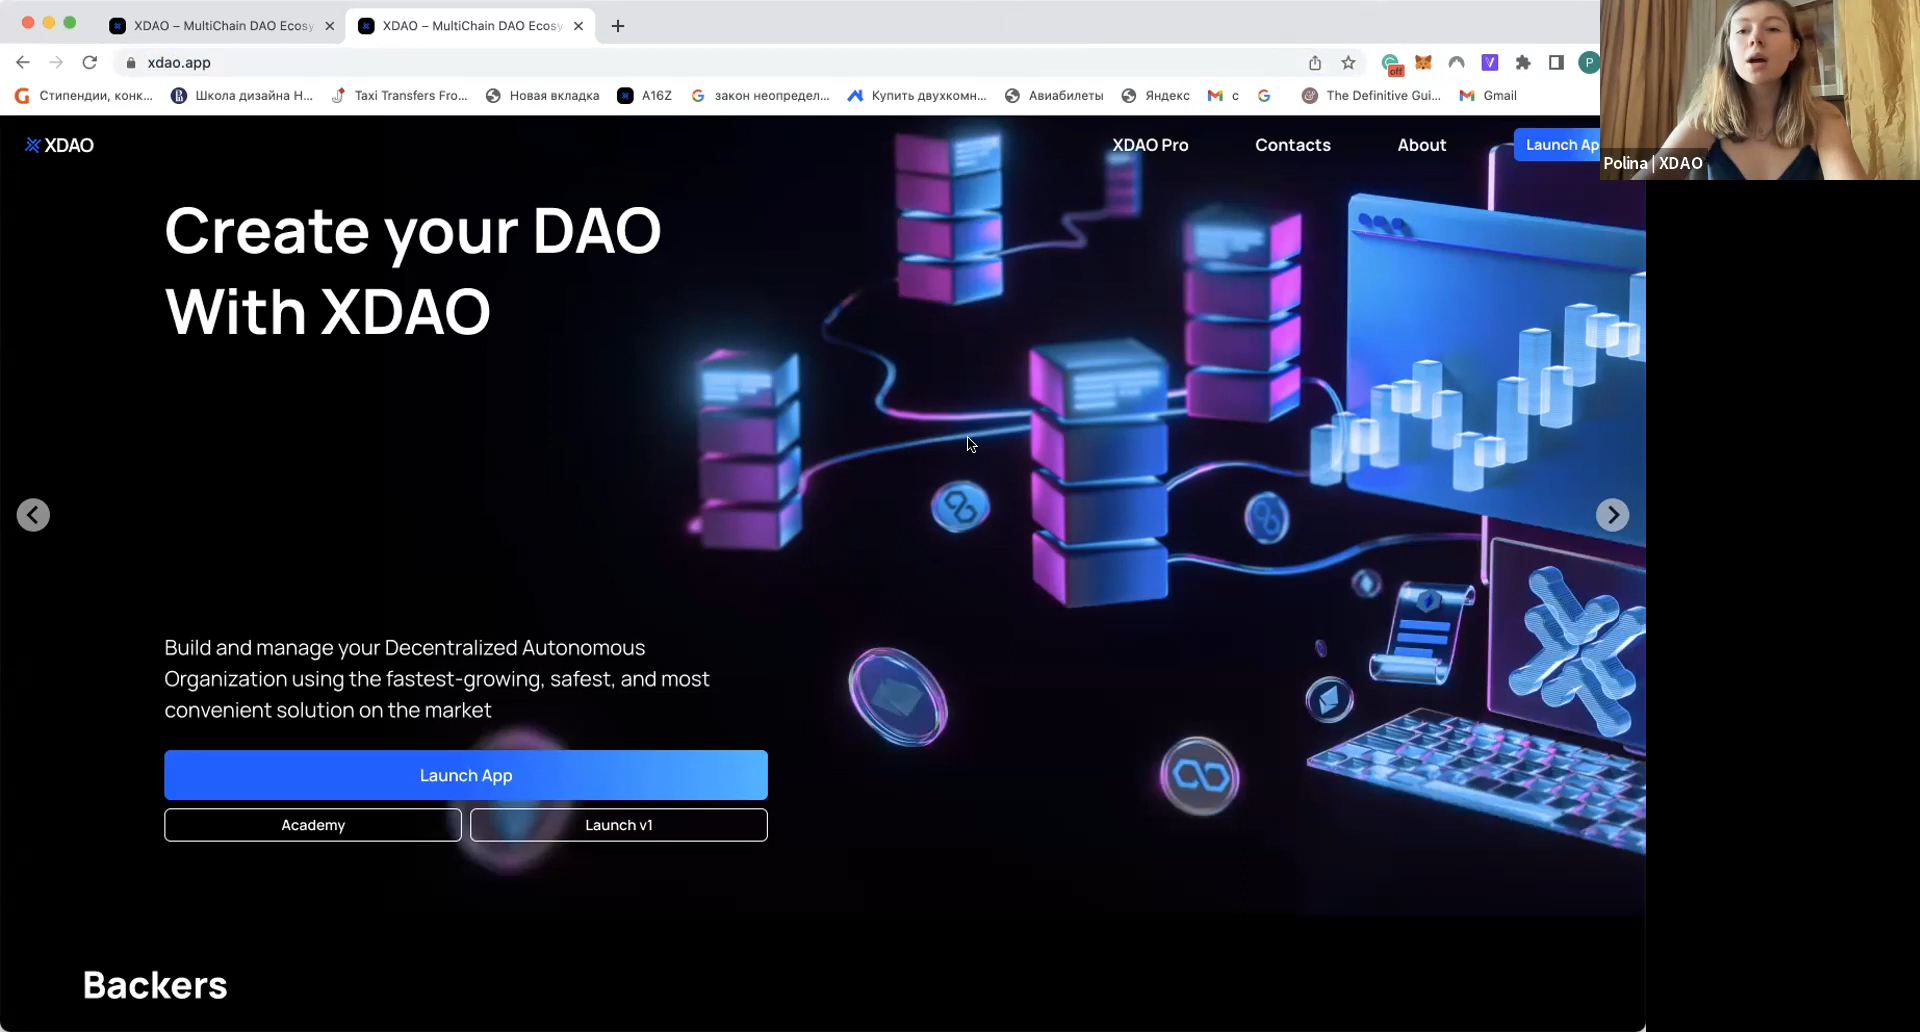 XDAO – MultiChain DAO Ecosy
XDAO – MultiChain DAO Ecosy
xdao.app
off
V
P
Стипендии, конк...
Школа дизайна Н...
Taxi Transfers Fro...
Новая вкладка
A16Z
закон неопредел...
Купить двухкомн...
Авиабилеты
Яндекс
с
The Definitive Gui...
Gmail
XDAO
XDAO Pro
Contacts
About
Launch Ap
Polina | XDAO
Create your DAO
With XDAO
Build and manage your Decentralized Autonomous
Organization using the fastest-growing, safest, and most
convenient solution on the market
Launch App
Academy
Launch v1
Backers